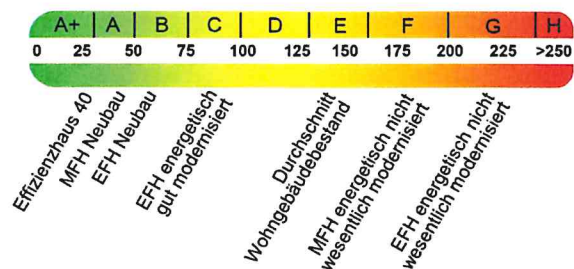 A+ A B C D E F G H
0 25 50 75 100 125 150 175 200 225 >250
Effizienzhaus 40
MFH Neubau
EFH Neubau
EFH energetisch
gut modernisiert
Durchschnitt
Wohngebäudebestand
MFH energetisch nicht
wesentlich modernisiert
EFH energetisch nicht
wesentlich modernisiert